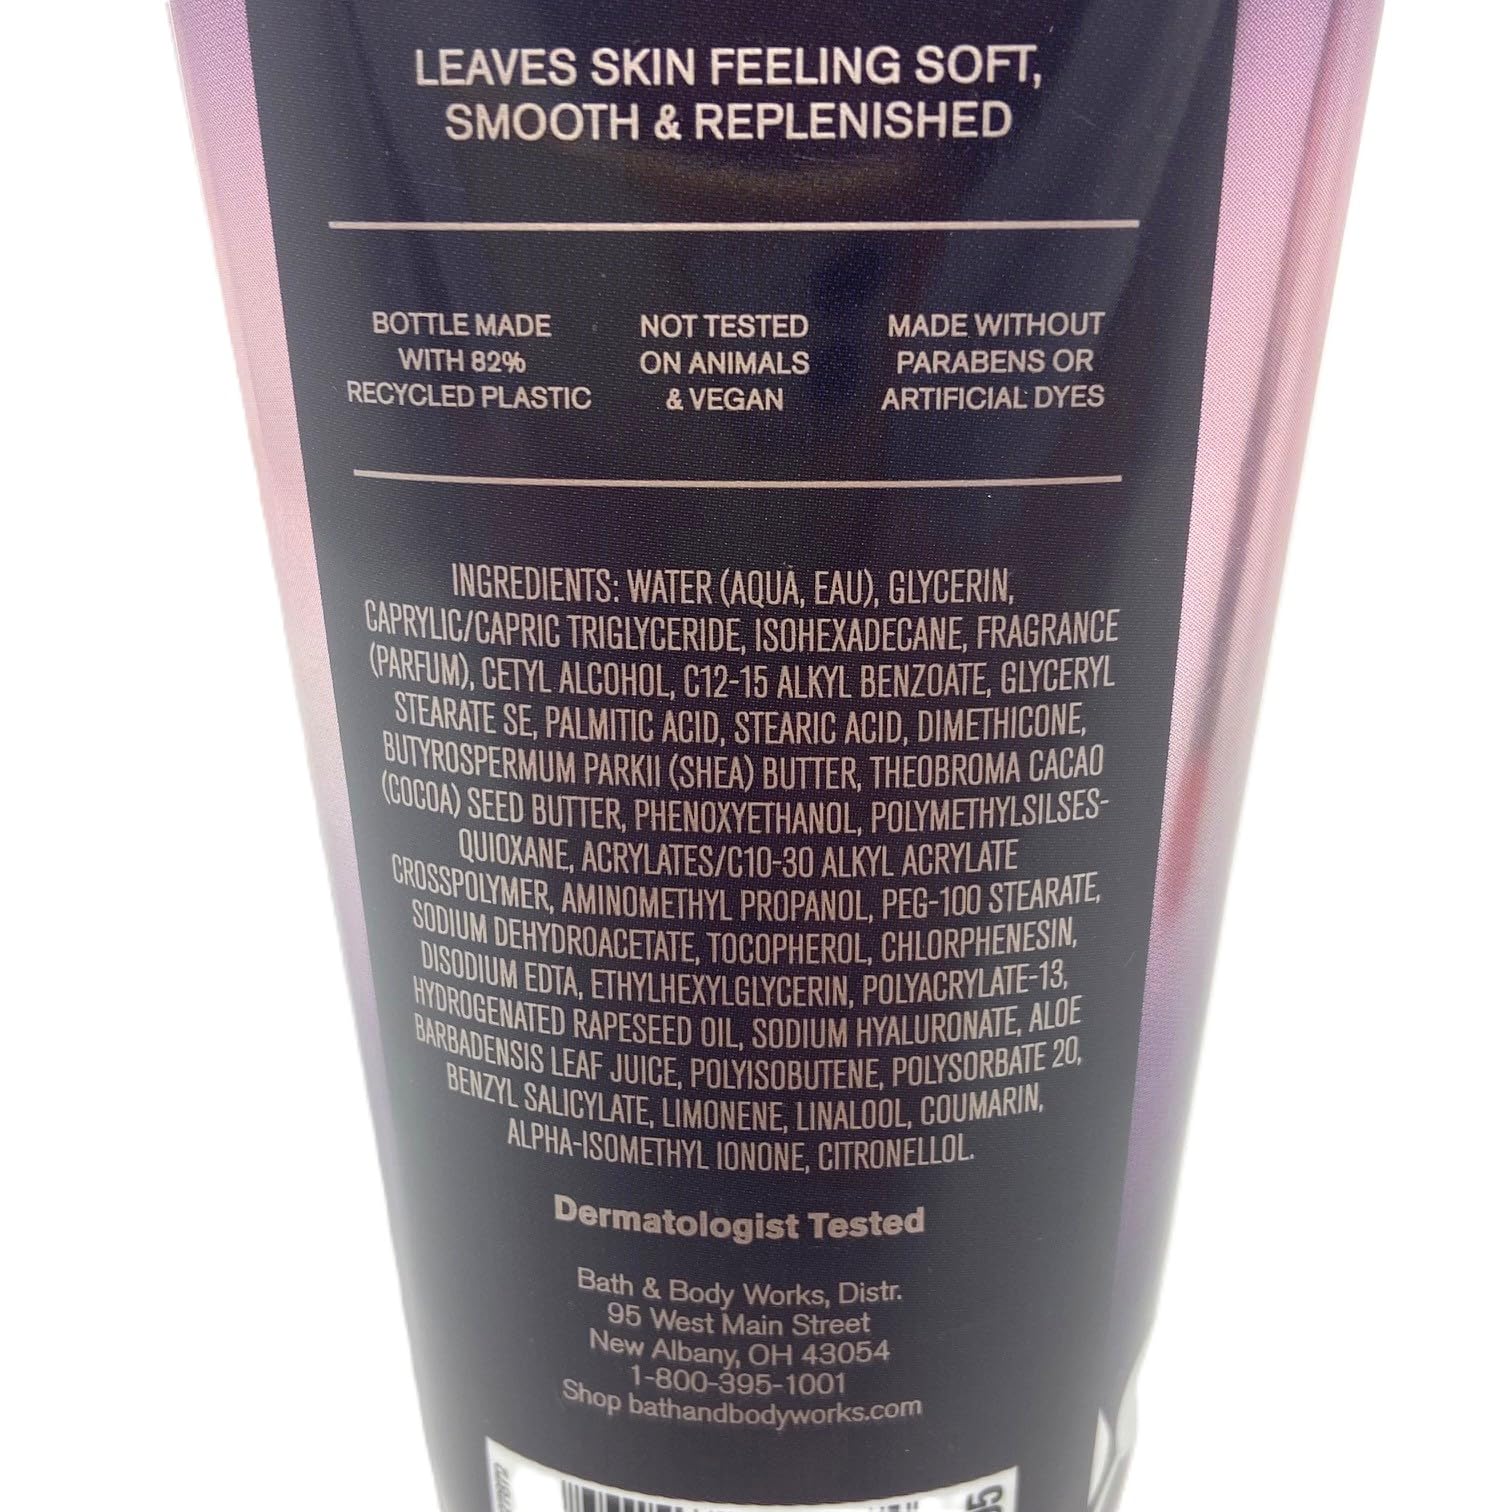 LEAVES SKIN FEELING SOFT,
SMOOTH & REPLENISHED
BOTTLE MADE
WITH 82%
RECYCLED PLASTIC
NOT TESTED
ON ANIMALS
& VEGAN
MADE WITHOUT
PARABENS OR
ARTIFICIAL DYES
INGREDIENTS: WATER (AQUA, EAU), GLYCERIN,
CAPRYLIC/CAPRIC TRIGLYCERIDE, ISOHEXADECANE, FRAGRANCE
(PARFUM), CETYL ALCOHOL, C12-15 ALKYL BENZOATE, GLYCERYL
STEARATE SE, PALMITIC ACID, STEARIC ACID, DIMETHICONE,
BUTYROSPERMUM PARKII (SHEA) BUTTER, THEOBROMA CACAO
(COCOA) SEED BUTTER, PHENOXYETHANOL, POLYMETHYLSILSES-
QUIOXANE, ACRYLATES/C10-30 ALKYL ACRYLATE
CROSSPOLYMER, AMINOMETHYL PROPANOL, PEG-100 STEARATE,
SODIUM DEHYDROACETATE, TOCOPHEROL, CHLORPHENESIN,
DISODIUM EDTA, ETHYLHEXYLGLYCERIN, POLYACRYLATE-13,
HYDROGENATED RAPESEED OIL, SODIUM HYALURONATE, ALOE
BARBADENSIS LEAF JUICE, POLYISOBUTENE, POLYSORBATE 20,
BENZYL SALICYLATE, LIMONENE, LINALOOL, COUMARIN,
ALPHA-ISOMETHYL IONONE, CITRONELLOL.
Dermatologist Tested
Bath & Body Works, Distr.
95 West Main Street
New Albany, OH 43054
1-800-395-1001
Shop bathandbodyworks.com